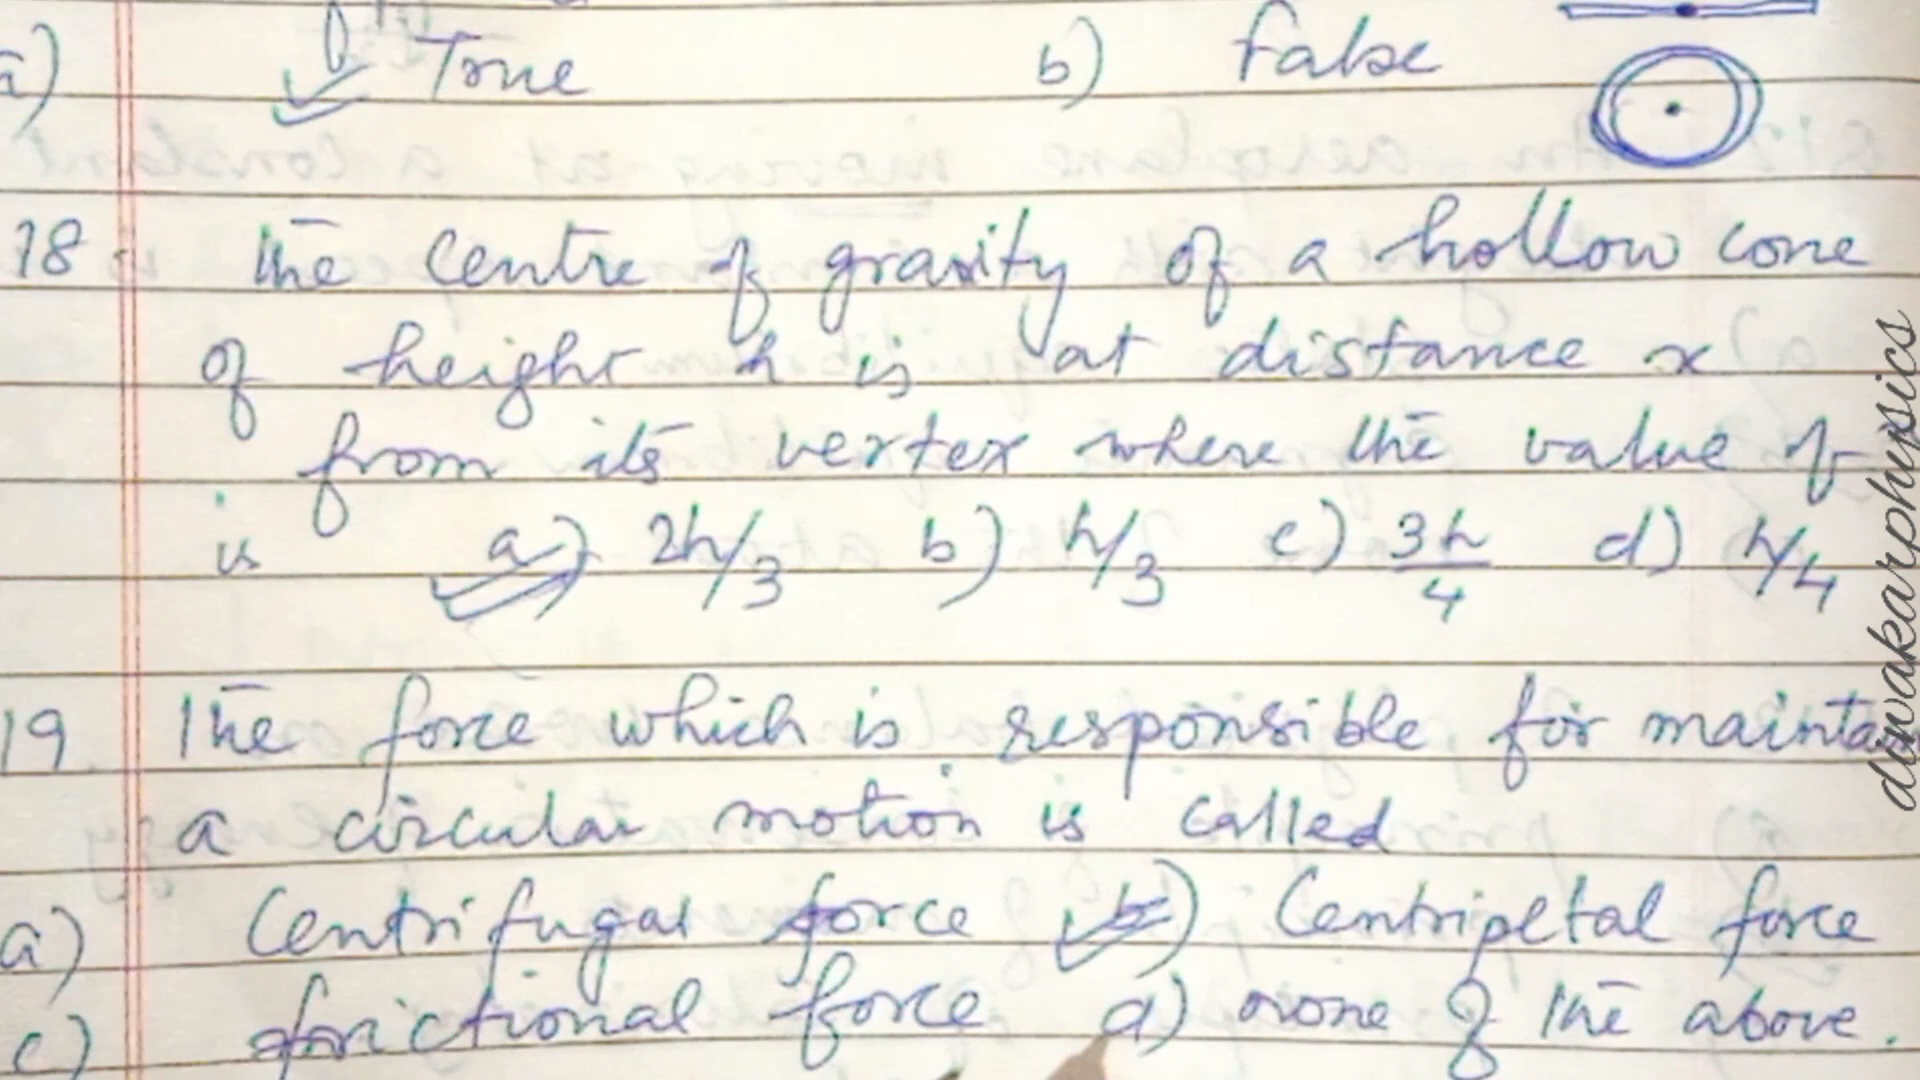 a) True b) false
18. The centre of gravity of a hollow cone
of height h is at distance x
from its vertex where the value of
is a) 2h/3 b) h/3 c) 3h/4 d) h/4
19 The force which is responsible for maintain
a circular motion is called
a) Centrifugal force b) Centripetal force
c) frictional force d) none of the above.
diwakarphysics